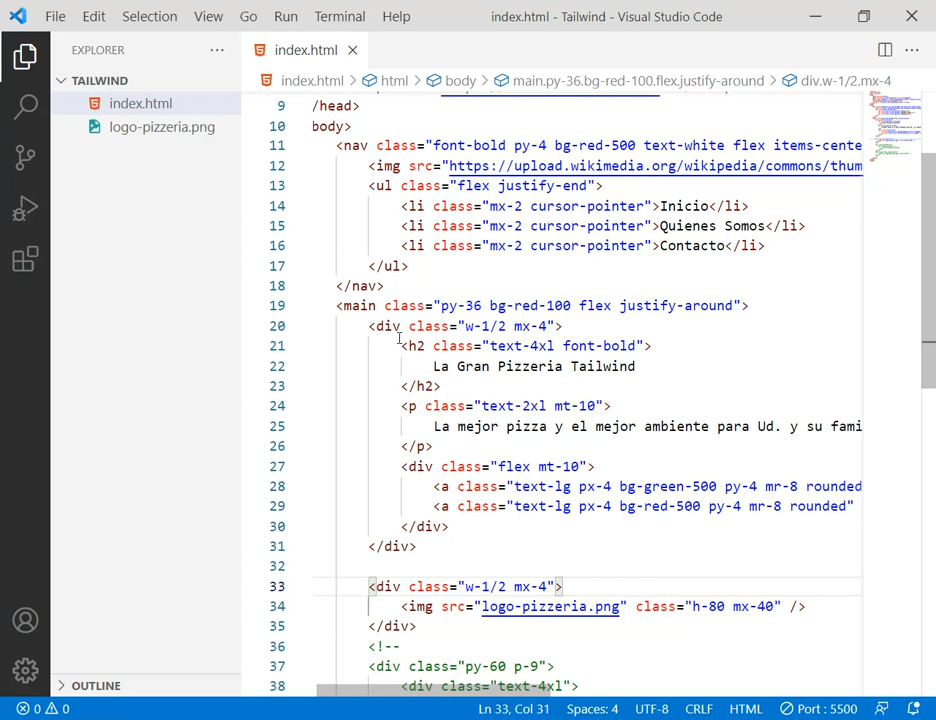 File Edit Selection View Go Run Terminal Help index.html - Tailwind - Visual Studio Code
EXPLORER
index.html
TAILWIND
index.html > html > body > main.py-36.bg-red-100.flex.justify-around > div.w-1/2.mx-4
index.html
logo-pizzeria.png
9 /head>
10 body>
11 <nav class="font-bold py-4 bg-red-500 text-white flex items-cente
12 <img src="https://upload.wikimedia.org/wikipedia/commons/thum
13 <ul class="flex justify-end">
14 <li class="mx-2 cursor-pointer">Inicio</li>
15 <li class="mx-2 cursor-pointer">Quienes Somos</li>
16 <li class="mx-2 cursor-pointer">Contacto</li>
17 </ul>
18 </nav>
19 <main class="py-36 bg-red-100 flex justify-around">
20 <div class="w-1/2 mx-4">
21 <h2 class="text-4xl font-bold">
22 La Gran Pizzeria Tailwind
23 </h2>
24 <p class="text-2xl mt-10">
25 La mejor pizza y el mejor ambiente para Ud. y su fami
26 </p>
27 <div class="flex mt-10">
28 <a class="text-lg px-4 bg-green-500 py-4 mr-8 rounded
29 <a class="text-lg px-4 bg-red-500 py-4 mr-8 rounded"
30 </div>
31 </div>
32
33 <div class="w-1/2 mx-4">
34 <img src="logo-pizzeria.png" class="h-80 mx-40" />
35 </div>
36 <!--
37 <div class="py-60 p-9">
38 <div class="text-4xl">
OUTLINE
0 0 Ln 33, Col 31 Spaces: 4 UTF-8 CRLF HTML Port : 5500